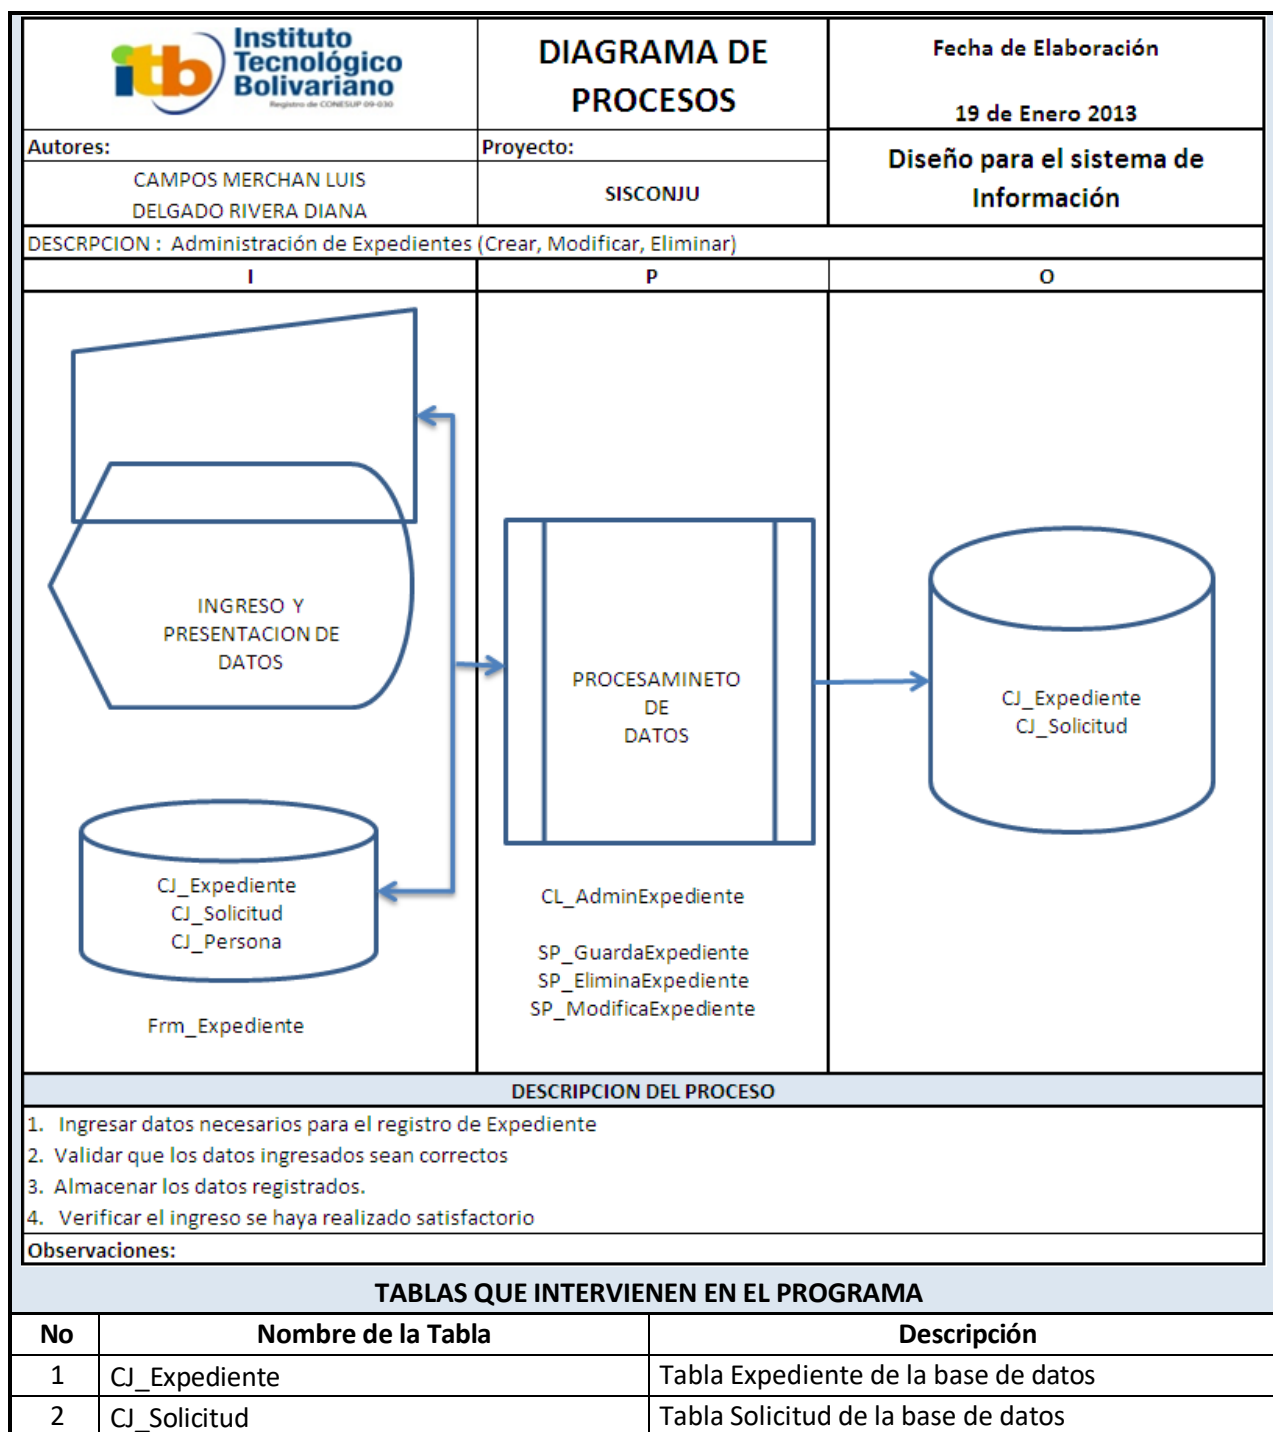 Instituto
Tecnológico
Bolivariano
Registro de CONESUP 09-030
itb
DIAGRAMA DE
PROCESOS
Fecha de Elaboración
19 de Enero 2013
Autores:
CAMPOS MERCHAN LUIS
DELGADO RIVERA DIANA
Proyecto:
SISCONJU
Diseño para el sistema de
Información
DESCRPCION : Administración de Expedientes (Crear, Modificar, Eliminar)
I
P
O
INGRESO Y
PRESENTACION DE
DATOS
CJ_Expediente
CJ_Solicitud
CJ_Persona
Frm_Expediente
PROCESAMINETO
DE
DATOS
CL_AdminExpediente
SP_GuardaExpediente
SP_EliminaExpediente
SP_ModificaExpediente
CJ_Expediente
CJ_Solicitud
DESCRIPCION DEL PROCESO
1. Ingresar datos necesarios para el registro de Expediente
2. Validar que los datos ingresados sean correctos
3. Almacenar los datos registrados.
4. Verificar el ingreso se haya realizado satisfactorio
Observaciones:
TABLAS QUE INTERVIENEN EN EL PROGRAMA
No Nombre de la Tabla Descripción
1 CJ_Expediente Tabla Expediente de la base de datos
2 CJ_Solicitud Tabla Solicitud de la base de datos